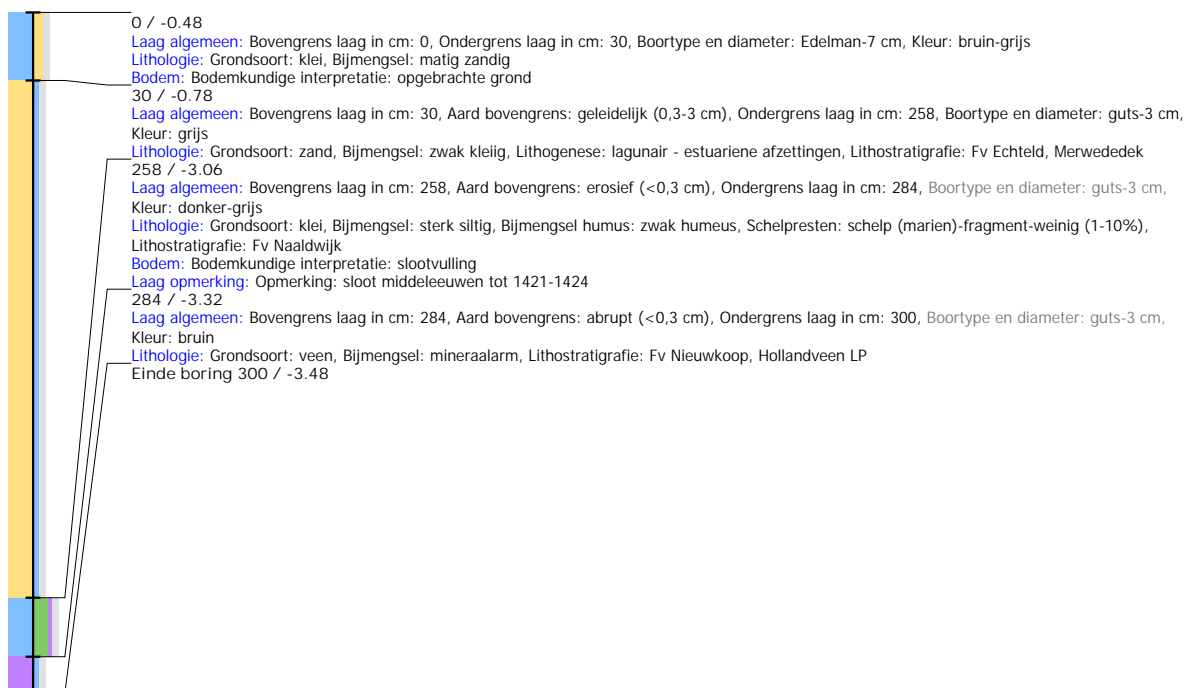 0 / -0.48
Laag algemeen: Bovengrens laag in cm: 0, Ondergrens laag in cm: 30, Boortype en diameter: Edelman-7 cm, Kleur: bruin-grijs
Lithologie: Grondsoort: klei, Bijmengsel: matig zandig
Bodem: Bodemkundige interpretatie: opgebrachte grond
30 / -0.78
Laag algemeen: Bovengrens laag in cm: 30, Aard bovengrens: geleidelijk (0,3-3 cm), Ondergrens laag in cm: 258, Boortype en diameter: guts-3 cm,
Kleur: grijs
Lithologie: Grondsoort: zand, Bijmengsel: zwak kleiig, Lithogenese: lagunair - estuariene afzettingen, Lithostratigrafie: Fv Echteld, Merwededek
258 / -3.06
Laag algemeen: Bovengrens laag in cm: 258, Aard bovengrens: erosief (<0,3 cm), Ondergrens laag in cm: 284, Boortype en diameter: guts-3 cm,
Kleur: donker-grijs
Lithologie: Grondsoort: klei, Bijmengsel: sterk siltig, Bijmengsel humus: zwak humeus, Schelpresten: schelp (marien)-fragment-weinig (1-10%),
Lithostratigrafie: Fv Naaldwijk
Bodem: Bodemkundige interpretatie: slootvulling
Laag opmerking: Opmerking: sloot middeleeuwen tot 1421-1424
284 / -3.32
Laag algemeen: Bovengrens laag in cm: 284, Aard bovengrens: abrupt (<0,3 cm), Ondergrens laag in cm: 300, Boortype en diameter: guts-3 cm,
Kleur: bruin
Lithologie: Grondsoort: veen, Bijmengsel: mineraalarm, Lithostratigrafie: Fv Nieuwkoop, Hollandveen LP
Einde boring 300 / -3.48